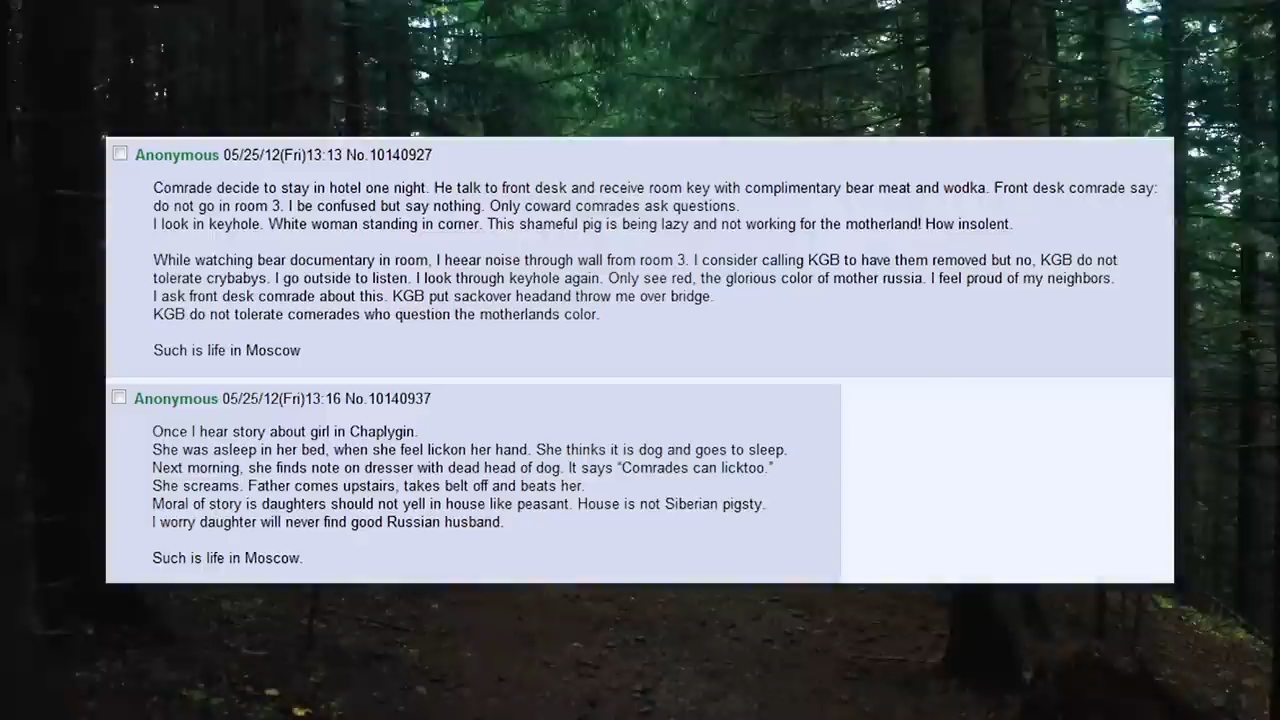 Anonymous 05/25/12(Fri)13:13 No.10140927
Comrade decide to stay in hotel one night. He talk to front desk and receive room key with complimentary bear meat and wodka. Front desk comrade say:
do not go in room 3. I be confused but say nothing. Only coward comrades ask questions.
I look in keyhole. White woman standing in corner. This shameful pig is being lazy and not working for the motherland! How insolent.
While watching bear documentary in room, I heear noise through wall from room 3. I consider calling KGB to have them removed but no, KGB do not
tolerate crybabys. I go outside to listen. I look through keyhole again. Only see red, the glorious color of mother russia. I feel proud of my neighbors.
I ask front desk comrade about this. KGB put sackover headand throw me over bridge.
KGB do not tolerate comerades who question the motherlands color.
Such is life in Moscow
Anonymous 05/25/12(Fri)13:16 No.10140937
Once I hear story about girl in Chaplygin.
She was asleep in her bed, when she feel lickon her hand. She thinks it is dog and goes to sleep.
Next morning, she finds note on dresser with dead head of dog. It says “Comrades can licktoo.”
She screams. Father comes upstairs, takes belt off and beats her.
Moral of story is daughters should not yell in house like peasant. House is not Siberian pigsty.
I worry daughter will never find good Russian husband.
Such is life in Moscow.